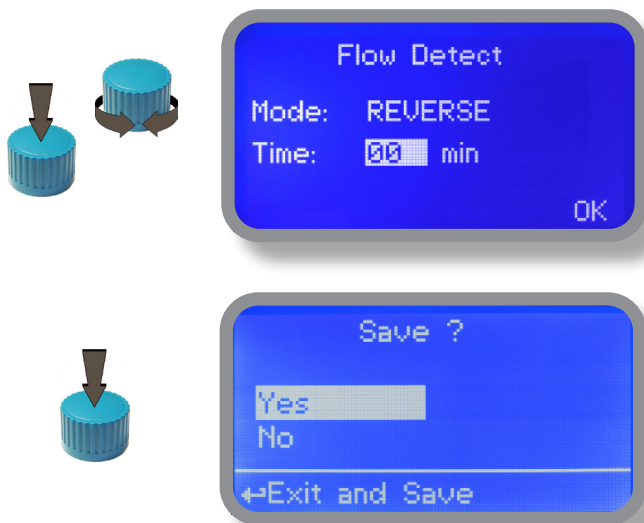 Flow Detect
Mode: REVERSE
Time: 00 min
OK
Save ?
Yes
No
↵Exit and Save